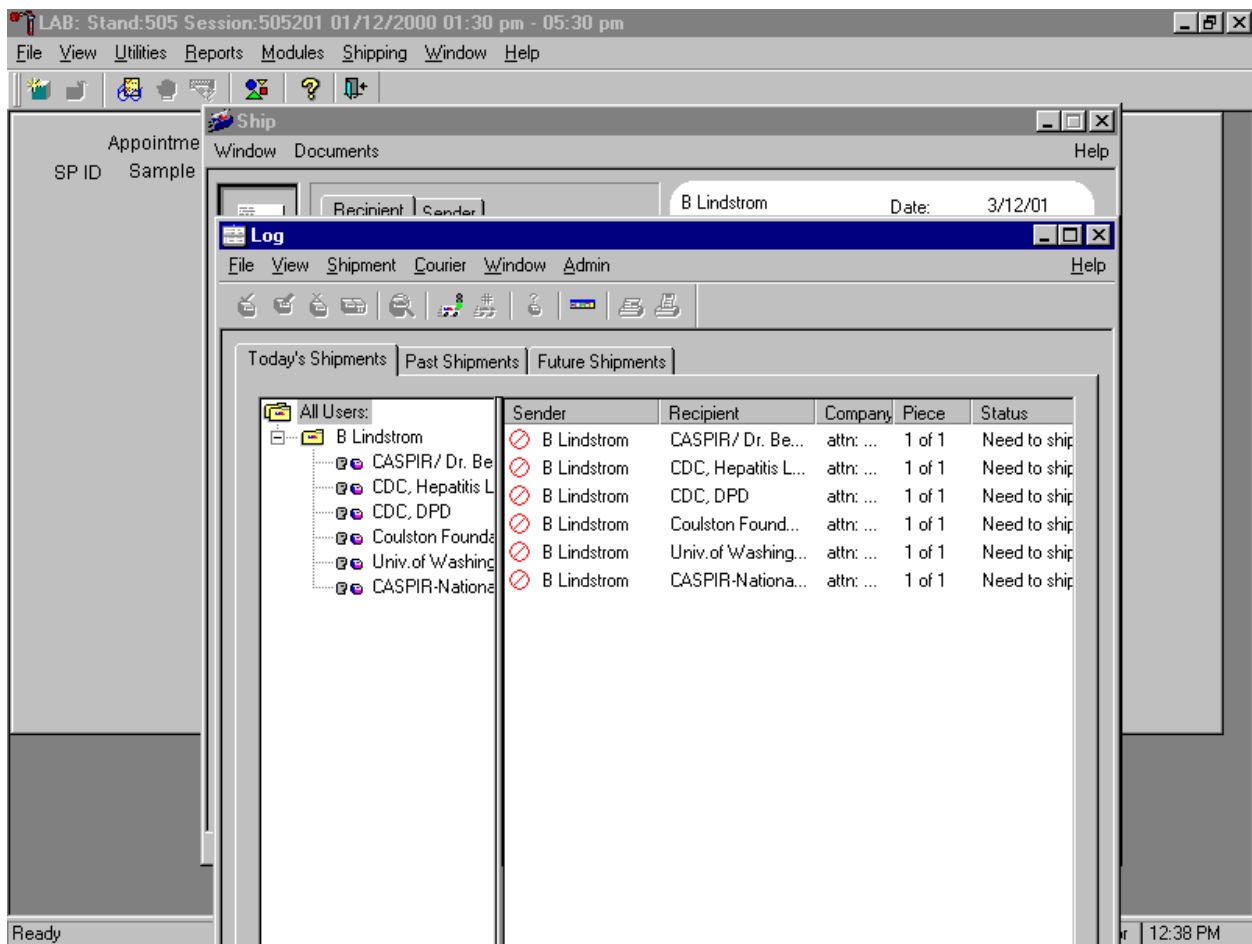 LAB: Stand:505 Session:505201 01/12/2000 01:30 pm - 05:30 pm
File View Utilities Reports Modules Shipping Window Help
Ship
Appointme
Window Documents Help
SP ID Sample
Recipient Sender B Lindstrom Date: 3/12/01
Log
File View Shipment Courier Window Admin Help
Today's Shipments Past Shipments Future Shipments
All Users: Sender Recipient Company Piece Status
B Lindstrom B Lindstrom CASPIR/ Dr. Be... attn: ... 1 of 1 Need to ship
CASPIR/ Dr. Be B Lindstrom CDC, Hepatitis L... attn: ... 1 of 1 Need to ship
CDC, Hepatitis L B Lindstrom CDC, DPD attn: ... 1 of 1 Need to ship
CDC, DPD B Lindstrom Coulston Found... attn: ... 1 of 1 Need to ship
Coulston Founda B Lindstrom Univ.of Washing... attn: ... 1 of 1 Need to ship
Univ.of Washing B Lindstrom CASPIR-Nationa... attn: ... 1 of 1 Need to ship
CASPIR-Nationa
Ready 12:38 PM